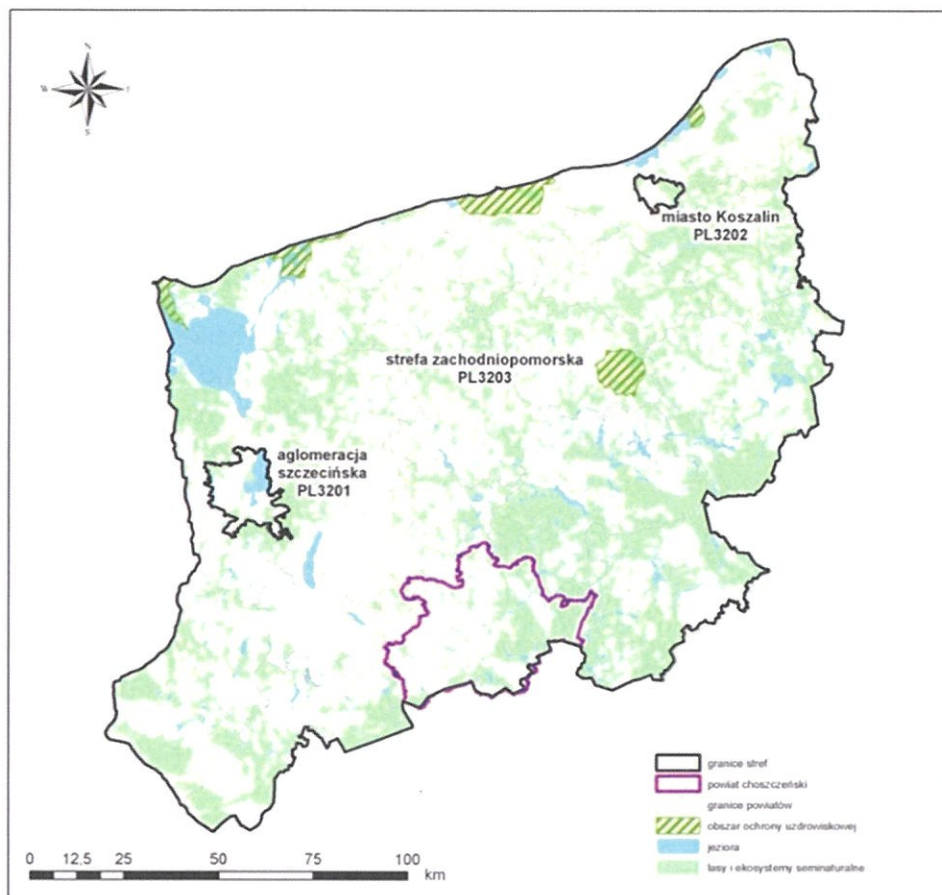 N
W
S
miasto Koszalin
PL3202
strefa zachodniopomorska
PL3203
aglomeracja
szczecińska
PL3201
granice stref
powiat choszczeński
granice powiatów
obszar ochrony uzdrowiskowej
jeziora
lasy i ekosystemy seminaturalne
0 12,5 25 50 75 100
km